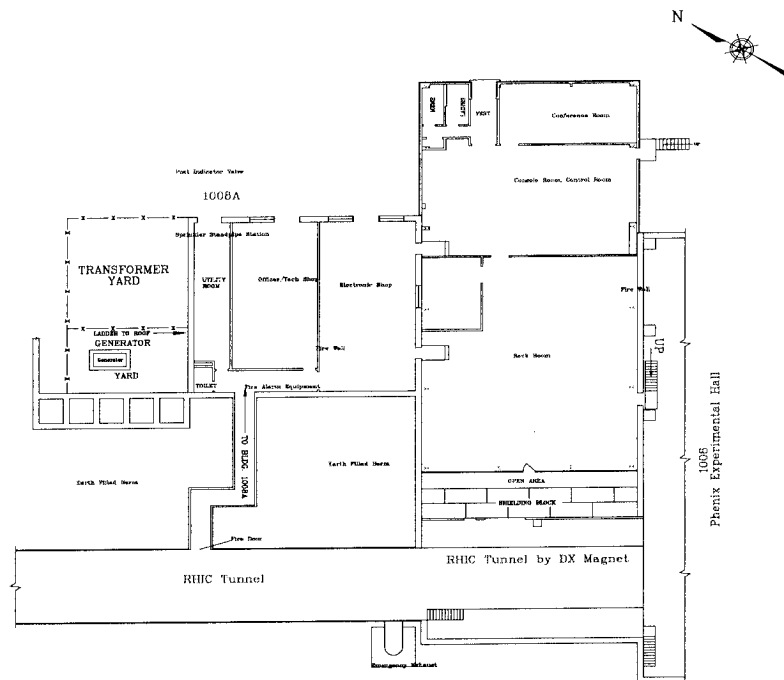 N
MENS
LADIES
VEST
Conference Room
UP
Console Room, Control Room
Post Indicator Valve
1008A
Sprinkler Standpipe Station
TRANSFORMER
YARD
UTILITY
ROOM
Offices/Tech Shop
Electronic Shop
Fire Wall
LADDER TO ROOF
GENERATOR
Generator
YARD
Fire Wall
Rack Room
UP
TOILET
Fire Alarm Equipment
TO BLDG. 1008A
1008
Phenix Experimental Hall
Earth Filled Berm
Earth Filled Berm
OPEN AREA
SHIELDING BLOCK
Fire Door
RHIC Tunnel
RHIC Tunnel by DX Magnet
Emergency Exhaust